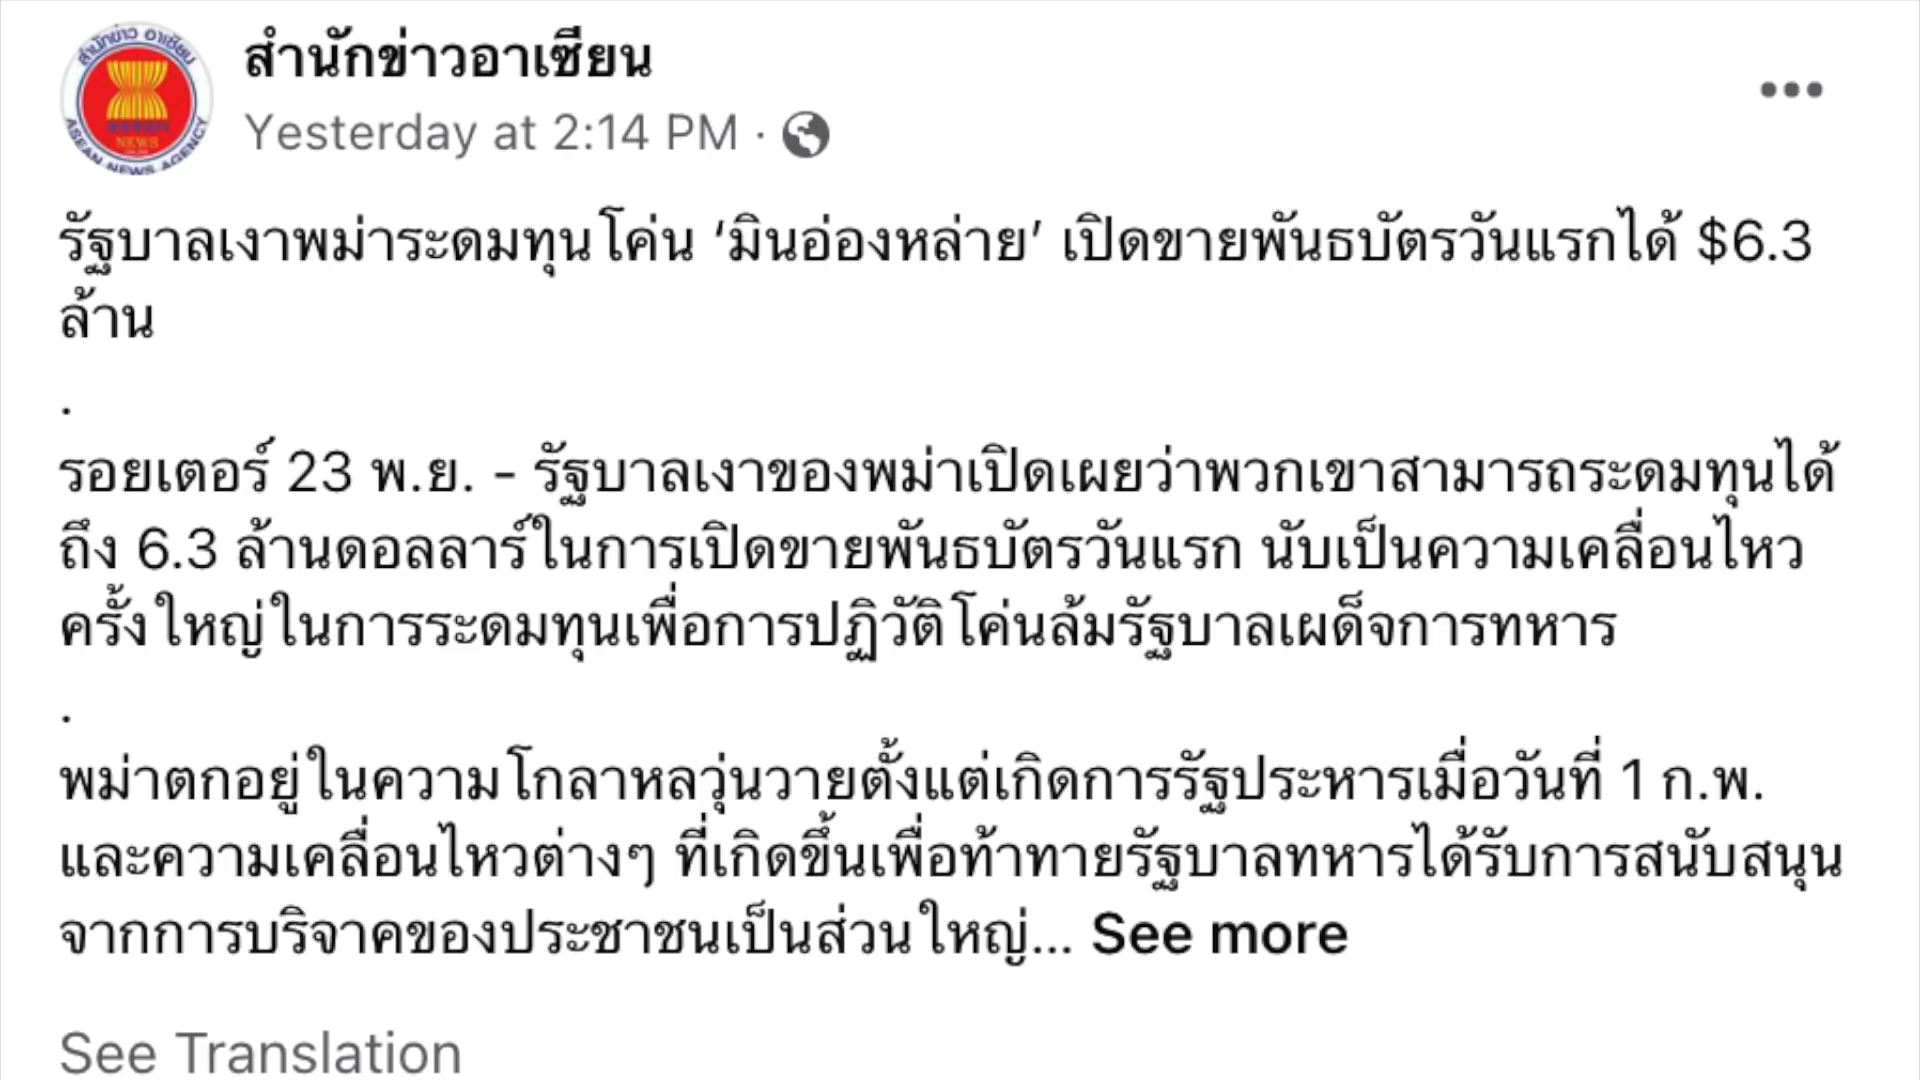 สำนักข่าว อาเซียน
NEWS
ASEAN NEWS AGENCY
สำนักข่าวอาเซียน
Yesterday at 2:14 PM ·
รัฐบาลเงาพม่าระดมทุนโค่น ‘มินอ่องหล่าย’ เปิดขายพันธบัตรวันแรกได้ $6.3
ล้าน
.
รอยเตอร์ 23 พ.ย. - รัฐบาลเงาของพม่าเปิดเผยว่าพวกเขาสามารถระดมทุนได้
ถึง 6.3 ล้านดอลลาร์ในการเปิดขายพันธบัตรวันแรก นับเป็นความเคลื่อนไหว
ครั้งใหญ่ในการระดมทุนเพื่อการปฏิวัติโค่นล้มรัฐบาลเผด็จการทหาร
.
พม่าตกอยู่ในความโกลาหลวุ่นวายตั้งแต่เกิดการรัฐประหารเมื่อวันที่ 1 ก.พ.
และความเคลื่อนไหวต่างๆ ที่เกิดขึ้นเพื่อท้าทายรัฐบาลทหารได้รับการสนับสนุน
จากการบริจาคของประชาชนเป็นส่วนใหญ่... See more
See Translation